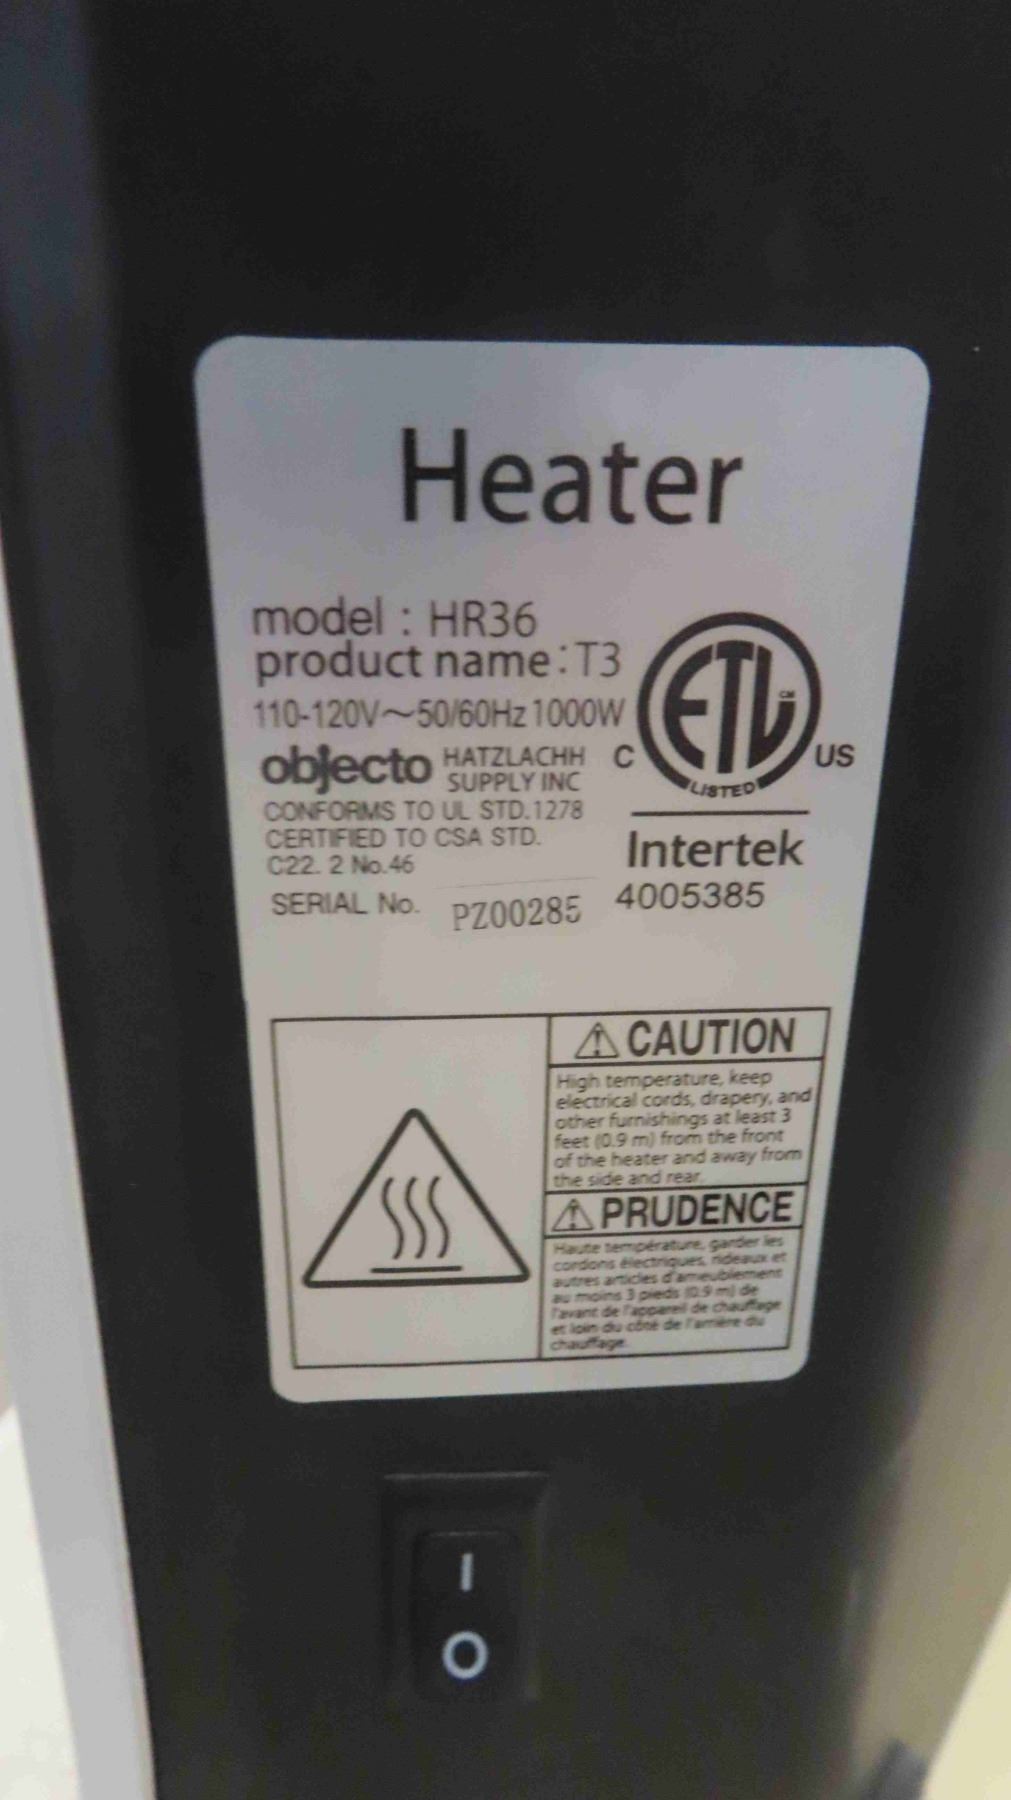 Heater
model : HR36
product name : T3
110-120V～50/60Hz 1000W
objecto HATZLACHH SUPPLY INC
CONFORMS TO UL STD.1278
CERTIFIED TO CSA STD.
C22. 2 No.46
SERIAL No. PZ00285
ETL CM
LISTED
C US
Intertek
4005385
CAUTION
High temperature, keep
electrical cords, drapery, and
other furnishings at least 3
feet (0.9 m) from the front
of the heater and away from
the side and rear.
PRUDENCE
Haute température, garder les
cordons électriques, rideaux et
autres articles d'ameublement
au moins 3 pieds (0.9 m) de
l'avant de l'appareil de chauffage
et loin du côté de l'arrière du
chauffage.
I
O